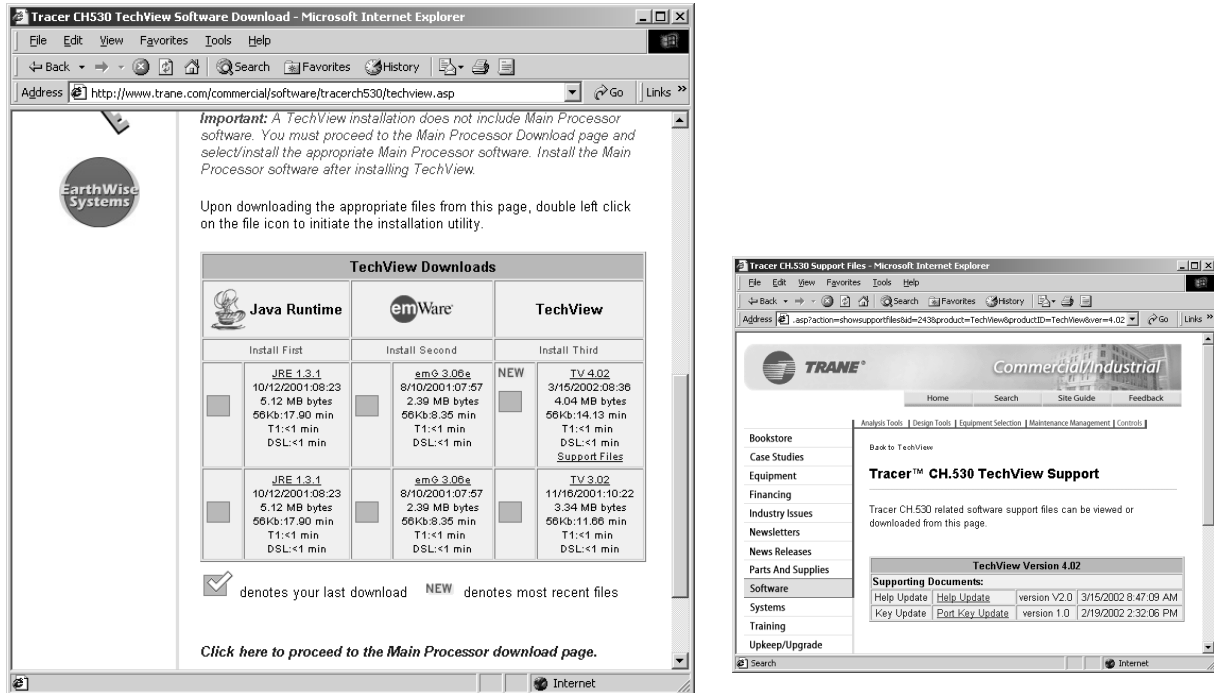 Tracer CH530 TechView Software Download - Microsoft Internet Explorer
File Edit View Favorites Tools Help
Back Search Favorites History
Address http://www.trane.com/commercial/software/tracerch530/techview.asp Go Links »
EarthWise
Systems
Important: A TechView installation does not include Main Processor
software. You must proceed to the Main Processor Download page and
select/install the appropriate Main Processor software. Install the Main
Processor software after installing TechView.
Upon downloading the appropriate files from this page, double left click
on the file icon to initiate the installation utility.
TechView Downloads
Java Runtime emWare TechView
Install First Install Second Install Third
JRE 1.3.1 emG 3.06e NEW TV 4.02
10/12/2001:08:23 8/10/2001:07:57 3/15/2002:08:36
5.12 MB bytes 2.39 MB bytes 4.04 MB bytes
56Kb:17.90 min 56Kb:8.35 min 56Kb:14.13 min
T1:<1 min T1:<1 min T1:<1 min
DSL:<1 min DSL:<1 min DSL:<1 min
Support Files
JRE 1.3.1 emG 3.06e TV 3.02
10/12/2001:08:23 8/10/2001:07:57 11/16/2001:10:22
5.12 MB bytes 2.39 MB bytes 3.34 MB bytes
56Kb:17.90 min 56Kb:8.35 min 56Kb:11.66 min
T1:<1 min T1:<1 min T1:<1 min
DSL:<1 min DSL:<1 min DSL:<1 min
denotes your last download NEW denotes most recent files
Click here to proceed to the Main Processor download page.
Internet
Tracer CH.530 Support Files - Microsoft Internet Explorer
File Edit View Favorites Tools Help
Back Search Favorites History
Address .asp?action=showsupportfiles&id=243&product=TechView&productID=TechView&ver=4.02 Go Links »
TRANE® Commercial/Industrial
Home Search Site Guide Feedback
Analysis Tools | Design Tools | Equipment Selection | Maintenance Management | Controls |
Bookstore
Case Studies
Equipment
Financing
Industry Issues
Newsletters
News Releases
Parts And Supplies
Software
Systems
Training
Upkeep/Upgrade
Back to TechView
Tracer™ CH.530 TechView Support
Tracer CH.530 related software support files can be viewed or
downloaded from this page.
TechView Version 4.02
Supporting Documents:
Help Update Help Update version V2.0 3/15/2002 8:47:09 AM
Key Update Port Key Update version 1.0 2/19/2002 2:32:06 PM
Search Internet